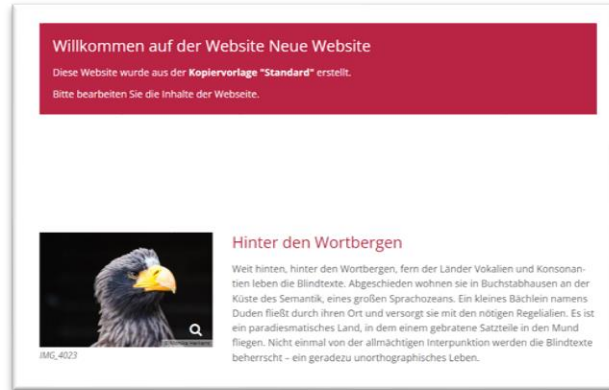 Willkommen auf der Website Neue Website
Diese Website wurde aus der Kopiervorlage "Standard" erstellt.
Bitte bearbeiten Sie die Inhalte der Webseite.
Hinter den Wortbergen
Weit hinten, hinter den Wortbergen, fern der Länder Vokalien und Konsonan-
tien leben die Blindtexte. Abgeschieden wohnen sie in Buchstabhausen an der
Küste des Semantik, eines großen Sprachozeans. Ein kleines Bächlein namens
Duden fließt durch ihren Ort und versorgt sie mit den nötigen Regelialien. Es ist
ein paradiesmatisches Land, in dem einem gebratene Satzteile in den Mund
fliegen. Nicht einmal von der allmächtigen Interpunktion werden die Blindtexte
beherrscht – ein geradezu unorthographisches Leben.
IMG_4023